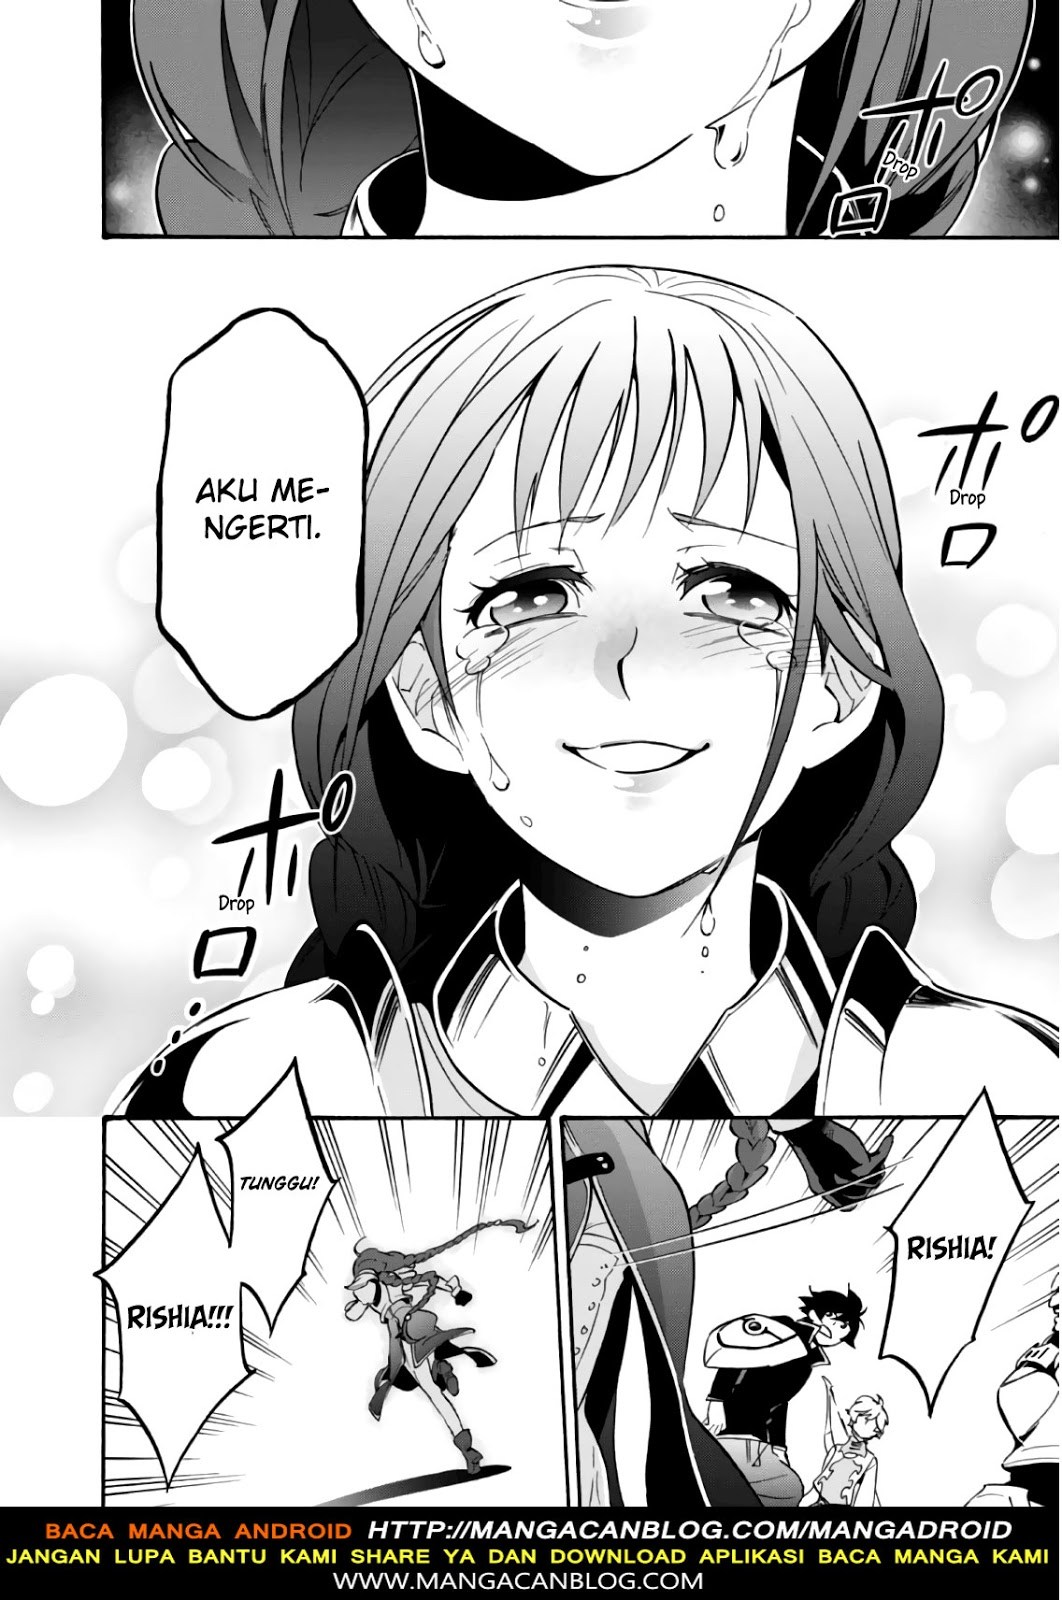 ポロ
Drop
AKU ME-
NGERTI.
ポロ
Drop
ポロ
Drop
RISHIA!
TUNGGU!
RISHIA!!!
BACA MANGA ANDROID HTTP://MANGACANBLOG.COM/MANGADROID
JANGAN LUPA BANTU KAMI SHARE YA DAN DOWNLOAD APLIKASI BACA MANGA KAMI
WWW.MANGACANBLOG.COM